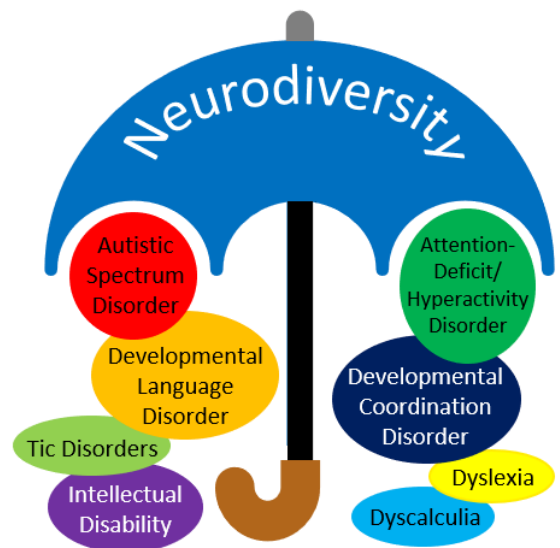 Neurodiversity
Autistic
Spectrum
Disorder
Attention-
Deficit/
Hyperactivity
Disorder
Developmental
Language
Disorder
Developmental
Coordination
Disorder
Tic Disorders
Dyslexia
Intellectual
Disability
Dyscalculia